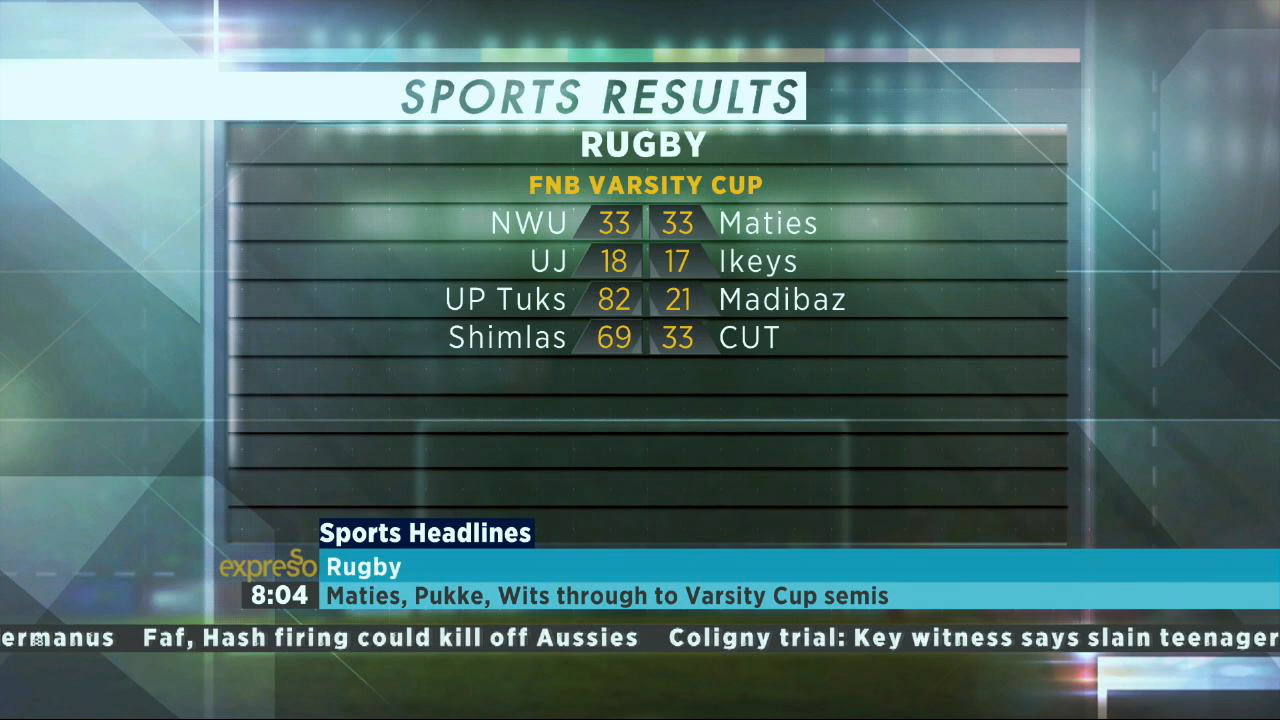 SPORTS RESULTS
RUGBY
FNB VARSITY CUP
NWU 33 33 Maties
UJ 18 17 Ikeys
UP Tuks 82 21 Madibaz
Shimlas 69 33 CUT
Sports Headlines
expresso Rugby
8:04 Maties, Pukke, Wits through to Varsity Cup semis
ermanus Faf, Hash firing could kill off Aussies Coligny trial: Key witness says slain teenager